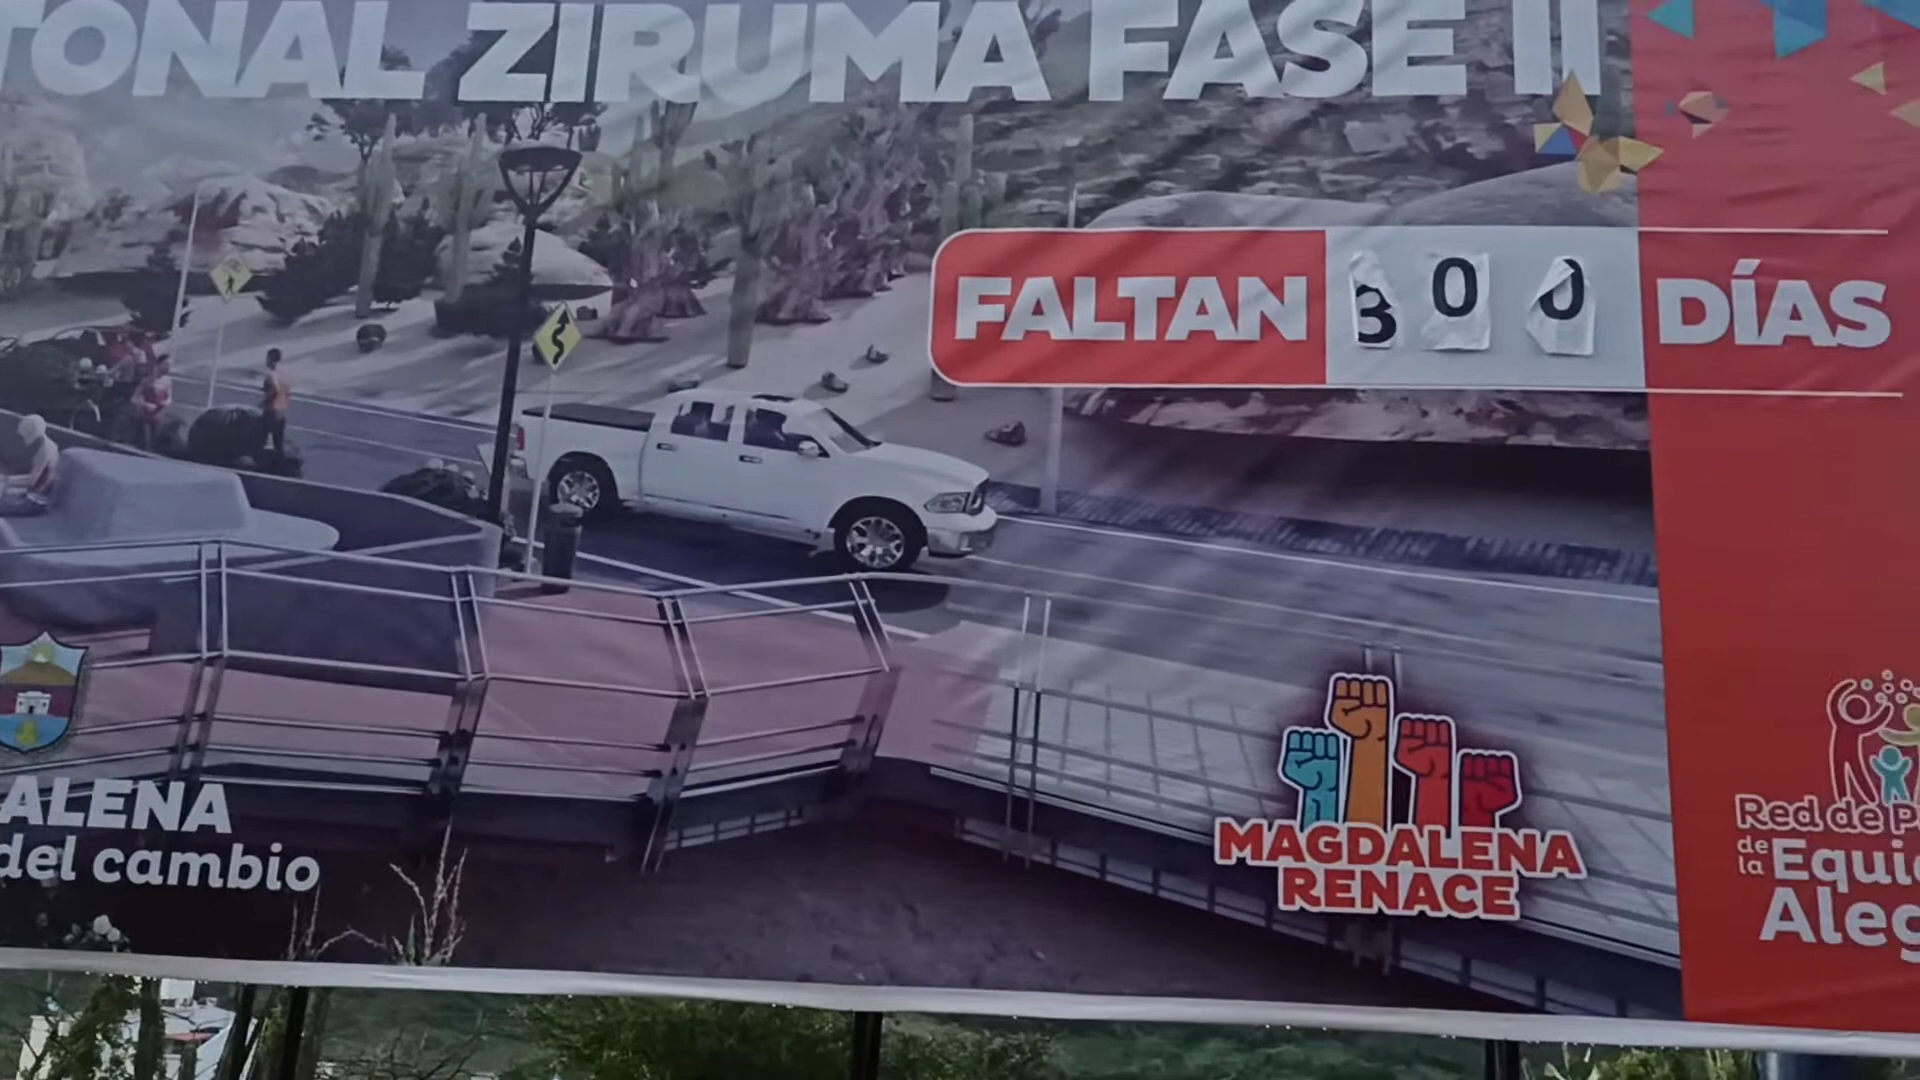 TONAL ZIRUMA FASE II
FALTAN 300 DÍAS
ALENA
del cambio
MAGDALENA
RENACE
Red de P
de la Equi
Aleg